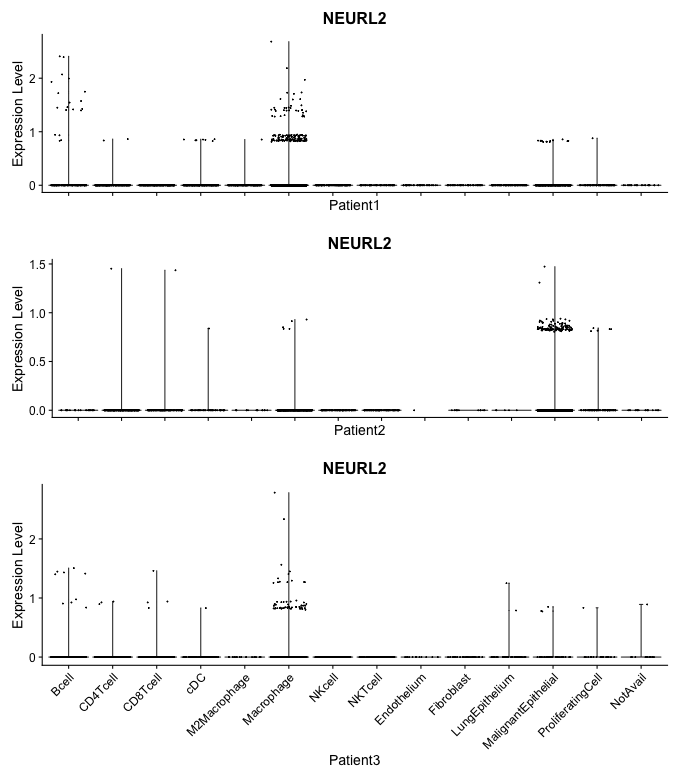 NEURL2
Expression Level
2
1
0
Patient1
NEURL2
Expression Level
1.5
1.0
0.5
0.0
Patient2
NEURL2
Expression Level
2
1
0
Bcell
CD4Tcell
CD8Tcell
cDC
M2Macrophage
Macrophage
NKcell
NKTcell
Endothelium
Fibroblast
LungEpithelium
MalignantEpithelial
ProliferatingCell
NotAvail
Patient3